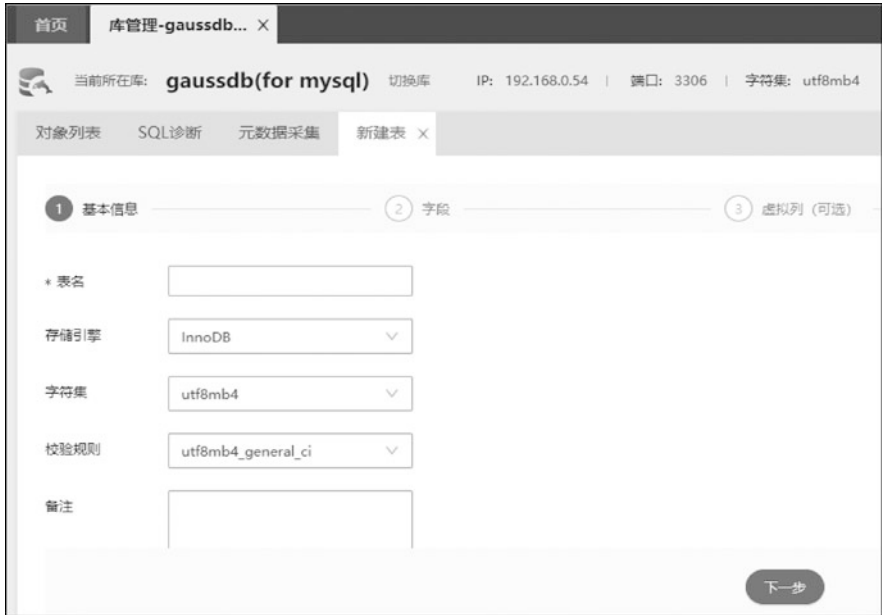 首页 库管理-gaussdb... ×
当前所在库: gaussdb(for mysql) 切换库 IP: 192.168.0.54 | 端口: 3306 | 字符集: utf8mb4
对象列表 SQL诊断 元数据采集 新建表 ×
1 基本信息 2 字段 3 虚拟列 (可选)
* 表名
存储引擎 InnoDB
字符集 utf8mb4
校验规则 utf8mb4_general_ci
备注
下一步